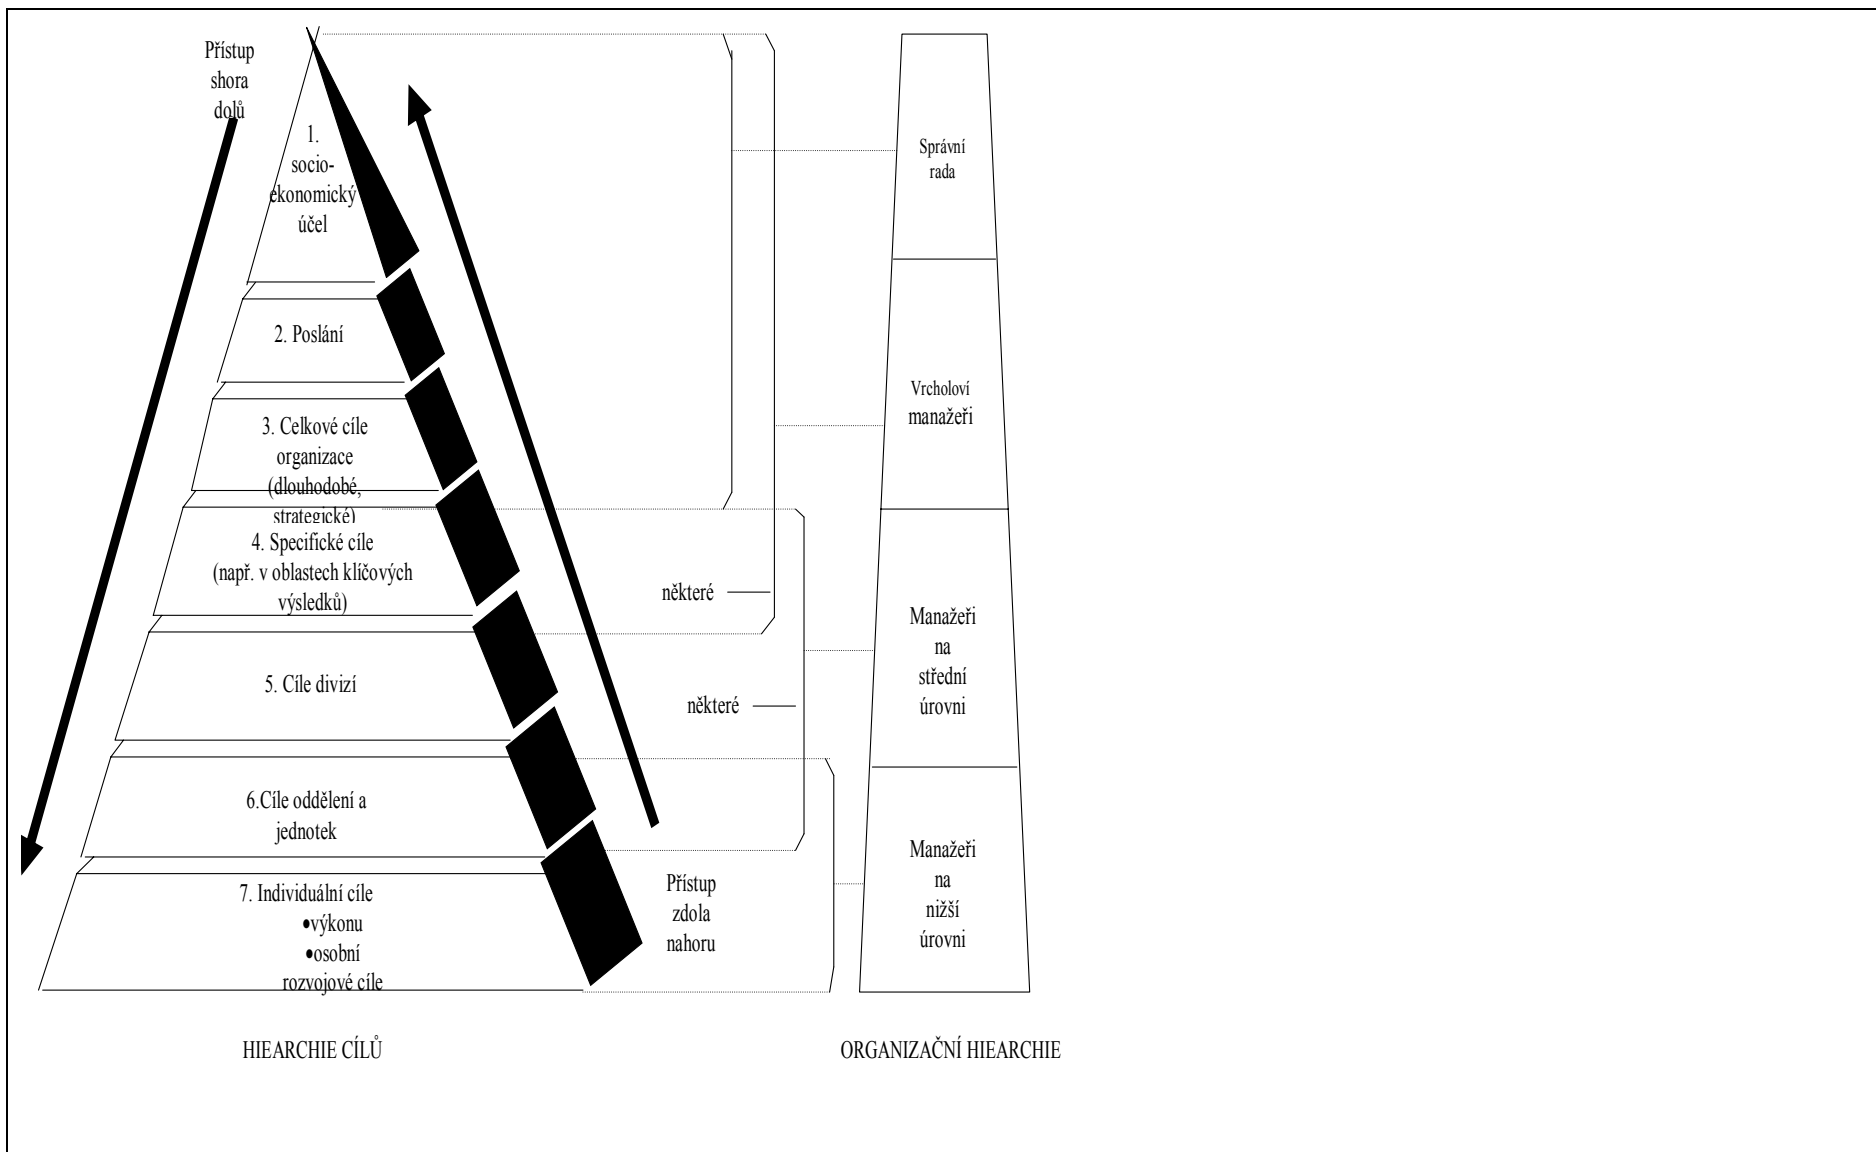 Přístup
shora
dolů
1.
socio-
ekonomický
účel
2. Poslání
3. Celkové cíle
organizace
(dlouhodobé,
strategické)
4. Specifické cíle
(např. v oblastech klíčových
výsledků)
5. Cíle divizí
6.Cíle oddělení a
jednotek
7. Individuální cíle
•výkonu
•osobní
rozvojové cíle
některé
některé
Přístup
zdola
nahoru
Správní
rada
Vrcholoví
manažeři
Manažeři
na
střední
úrovni
Manažeři
na
nižší
úrovni
HIEARCHIE CÍLŮ
ORGANIZAČNÍ HIEARCHIE